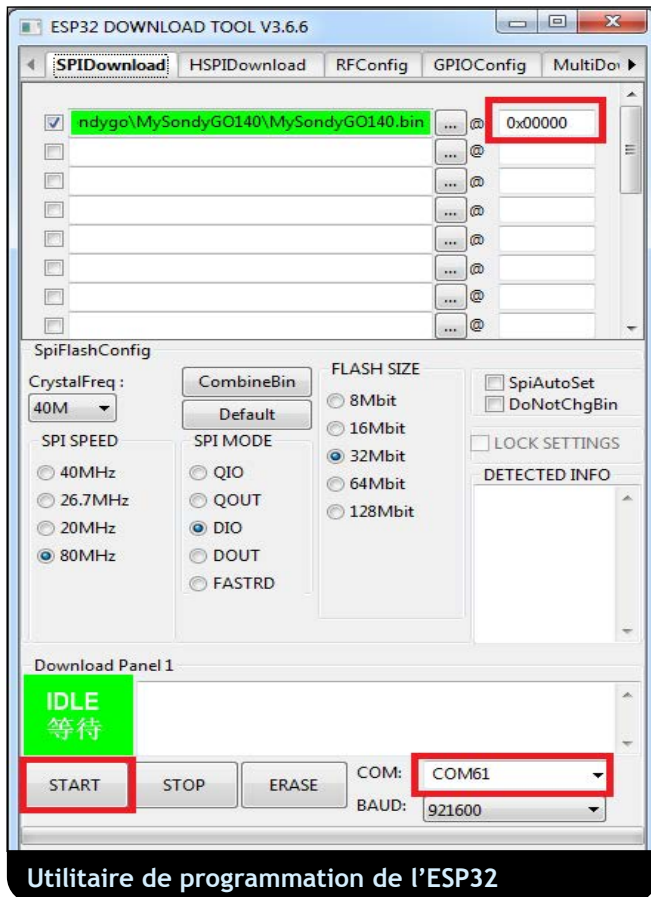 ESP32 DOWNLOAD TOOL V3.6.6
SPIDownload HSPIDownload RFConfig GPIOConfig MultiDo
ndygo\MySondyGO140\MySondyGO140.bin ... @ 0x00000
... @
... @
... @
... @
... @
... @
... @
SpiFlashConfig
CrystalFreq :
40M
CombineBin
Default
SPI SPEED
40MHz
26.7MHz
20MHz
80MHz
SPI MODE
QIO
QOUT
DIO
DOUT
FASTRD
FLASH SIZE
8Mbit
16Mbit
32Mbit
64Mbit
128Mbit
SpiAutoSet
DoNotChgBin
LOCK SETTINGS
DETECTED INFO
Download Panel 1
IDLE
等待
START STOP ERASE
COM: COM61
BAUD: 921600
Utilitaire de programmation de l’ESP32